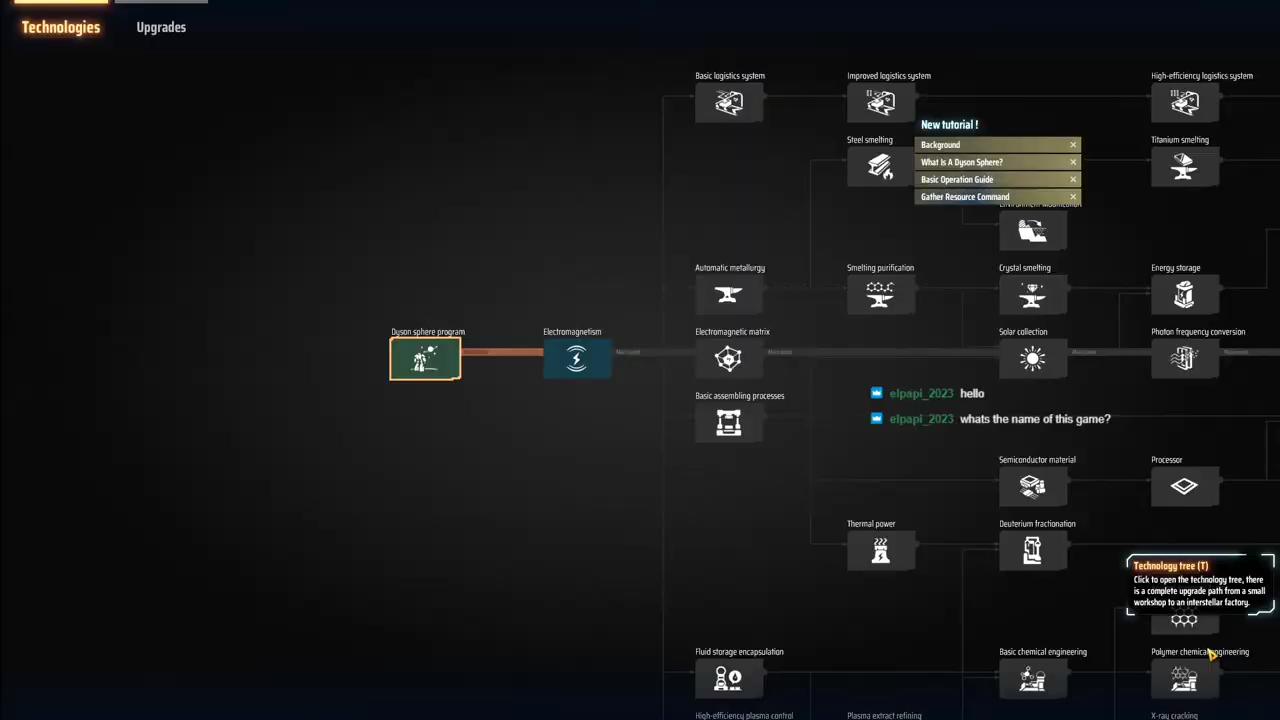 Technologies
Upgrades
Basic logistics system
Improved logistics system
High-efficiency logistics system
New tutorial !
Background
Steel smelting
Titanium smelting
What Is A Dyson Sphere?
Basic Operation Guide
Gather Resource Command
Automatic metallurgy
Smelting purification
Crystal smelting
Energy storage
Dyson sphere program
Electromagnetism
Electromagnetic matrix
Solar collection
Photon frequency conversion
elpapi_2023 hello
Basic assembling processes
elpapi_2023 whats the name of this game?
Semiconductor material
Processor
Thermal power
Deuterium fractionation
Technology tree (T)
Click to open the technology tree, there
is a complete upgrade path from a small
workshop to an interstellar factory.
Fluid storage encapsulation
Basic chemical engineering
Polymer chemical engineering
High-efficiency plasma control
Plasma extract refining
X-ray cracking